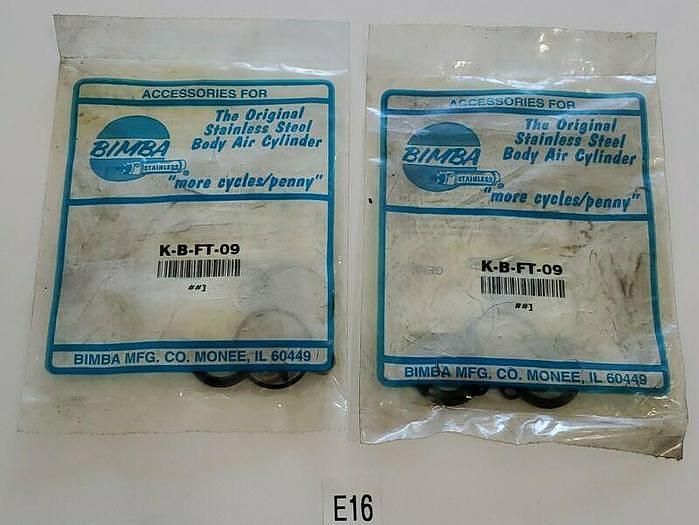 ACCESSORIES FOR
The Original
Stainless Steel
Body Air Cylinder
BIMBA
STAINLESS
"more cycles/penny"
K-B-FT-09
##1
BIMBA MFG. CO. MONEE, IL 60449
ACCESSORIES FOR
The Original
Stainless Steel
Body Air Cylinder
BIMBA
STAINLESS
"more cycles/penny"
K-B-FT-09
##1
BIMBA MFG. CO. MONEE, IL 60449
E16